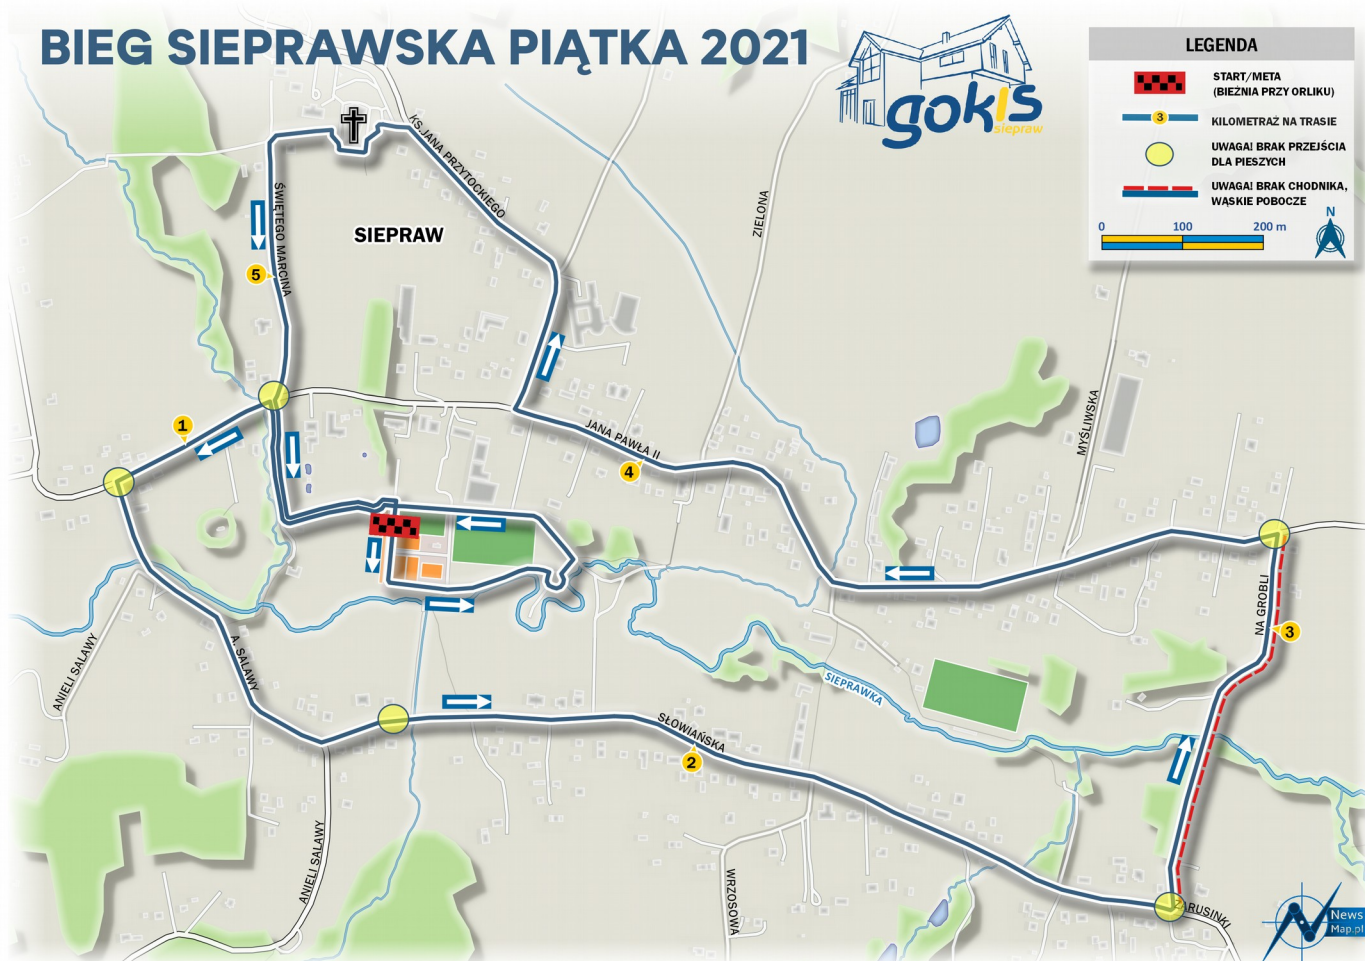 BIEG SIEPRAWSKA PIĄTKA 2021
gokis
siepraw
LEGENDA
START/META
(BIEŻNIA PRZY ORLIKU)
3
KILOMETRAŻ NA TRASIE
UWAGA! BRAK PRZEJŚCIA
DLA PIESZYCH
UWAGA! BRAK CHODNIKA,
WĄSKIE POBOCZE
N
0 100 200 m
KS.JANA PRZYTOCKIEGO
ŚWIĘTEGO MARCINA
SIEPRAW
ZIELONA
5
1
JANA PAWŁA II
4
MYŚLIWSKA
NA GROBLI
3
A. SALAWY
ANIELI SALAWY
SIEPRAWKA
SŁOWIAŃSKA
2
ANIELI SALAWY
WRZOSOWA
ZARUSINKI
News
Map.pl